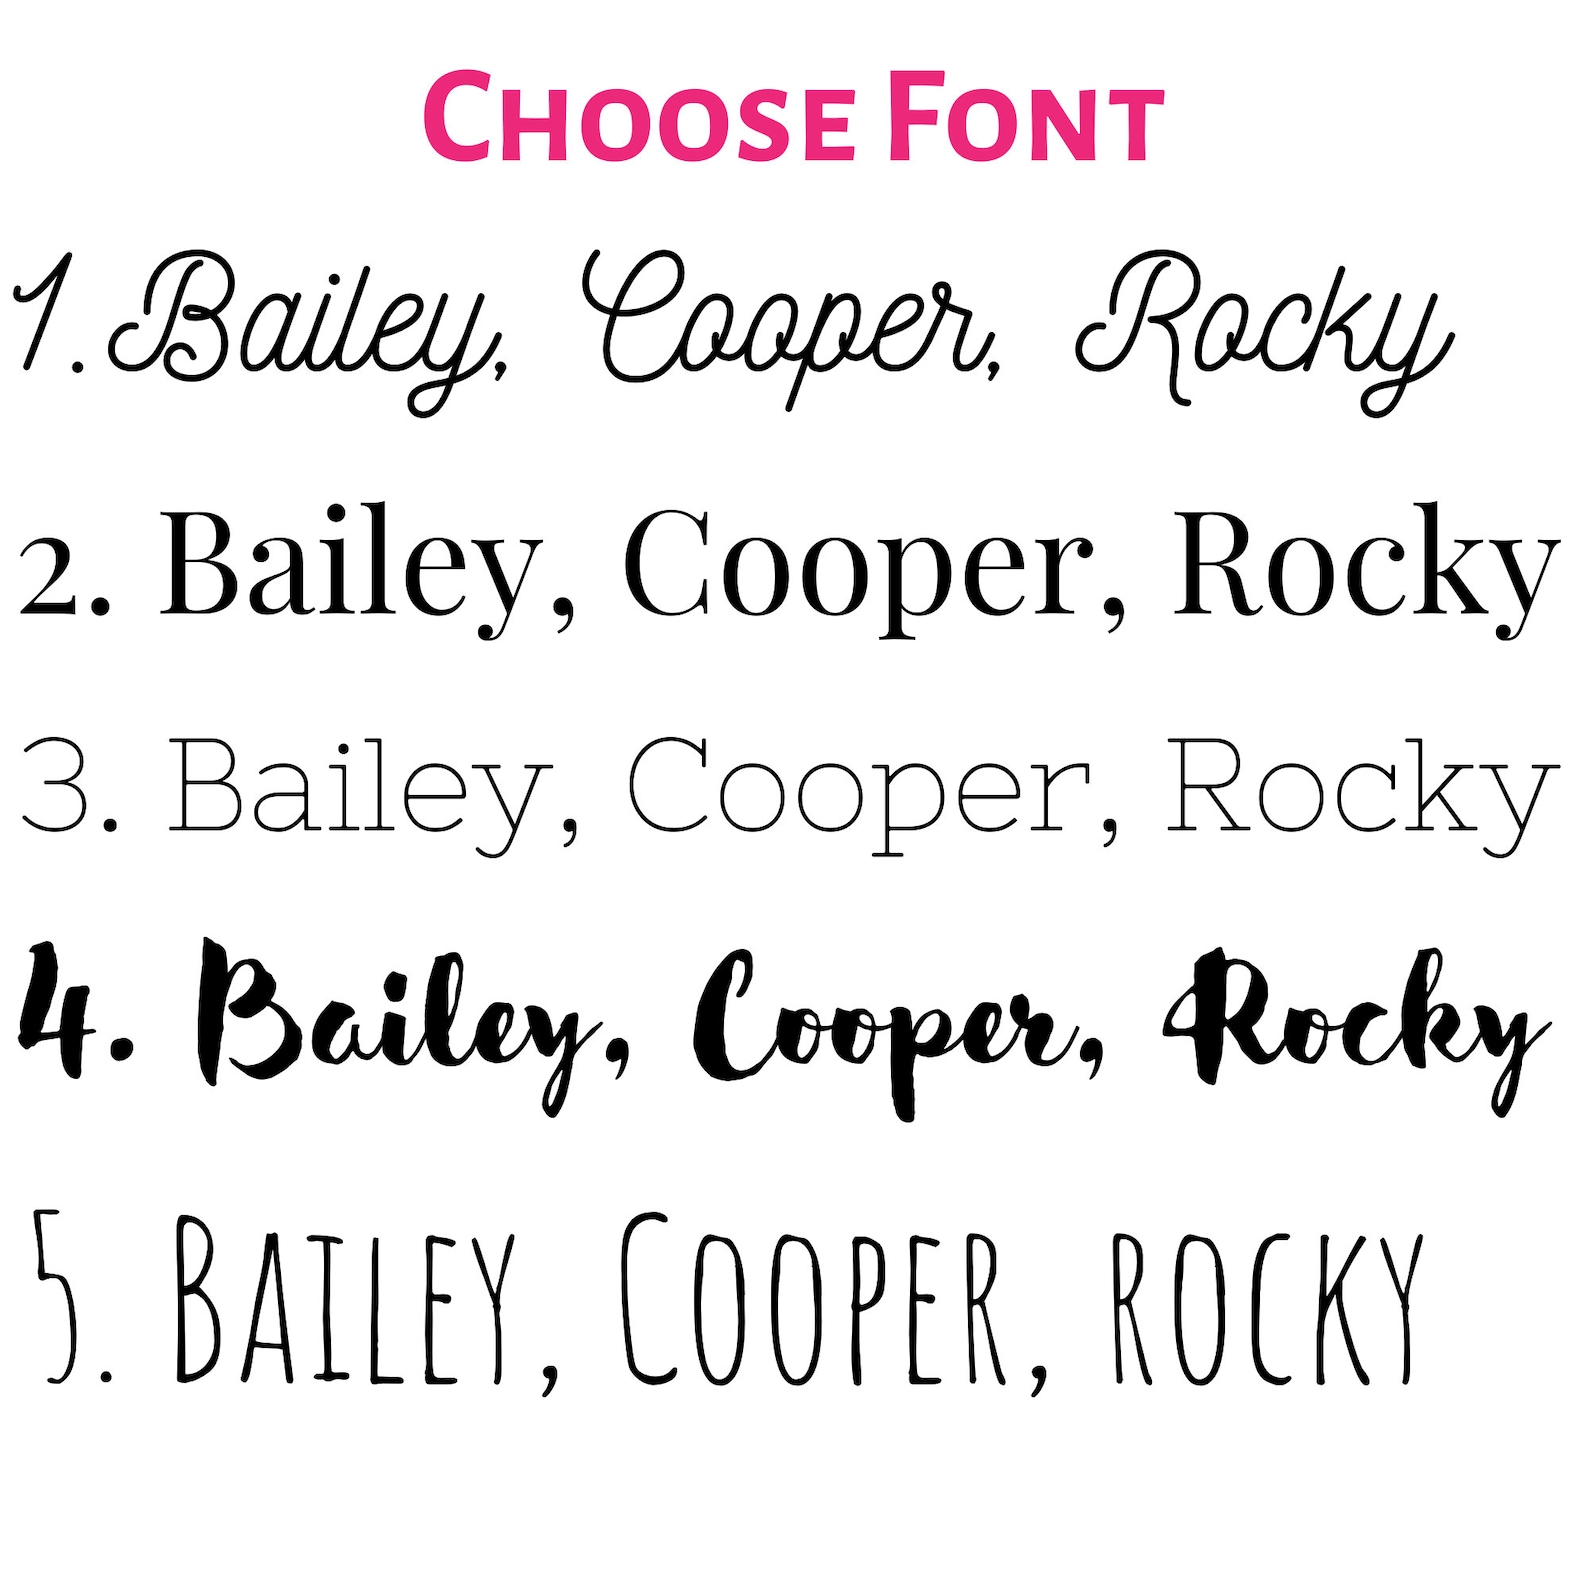 Choose Font
1. Bailey, Cooper, Rocky
2. Bailey, Cooper, Rocky
3. Bailey, Cooper, Rocky
4. Bailey, Cooper, Rocky
5. BAILEY, COOPER, ROCKY